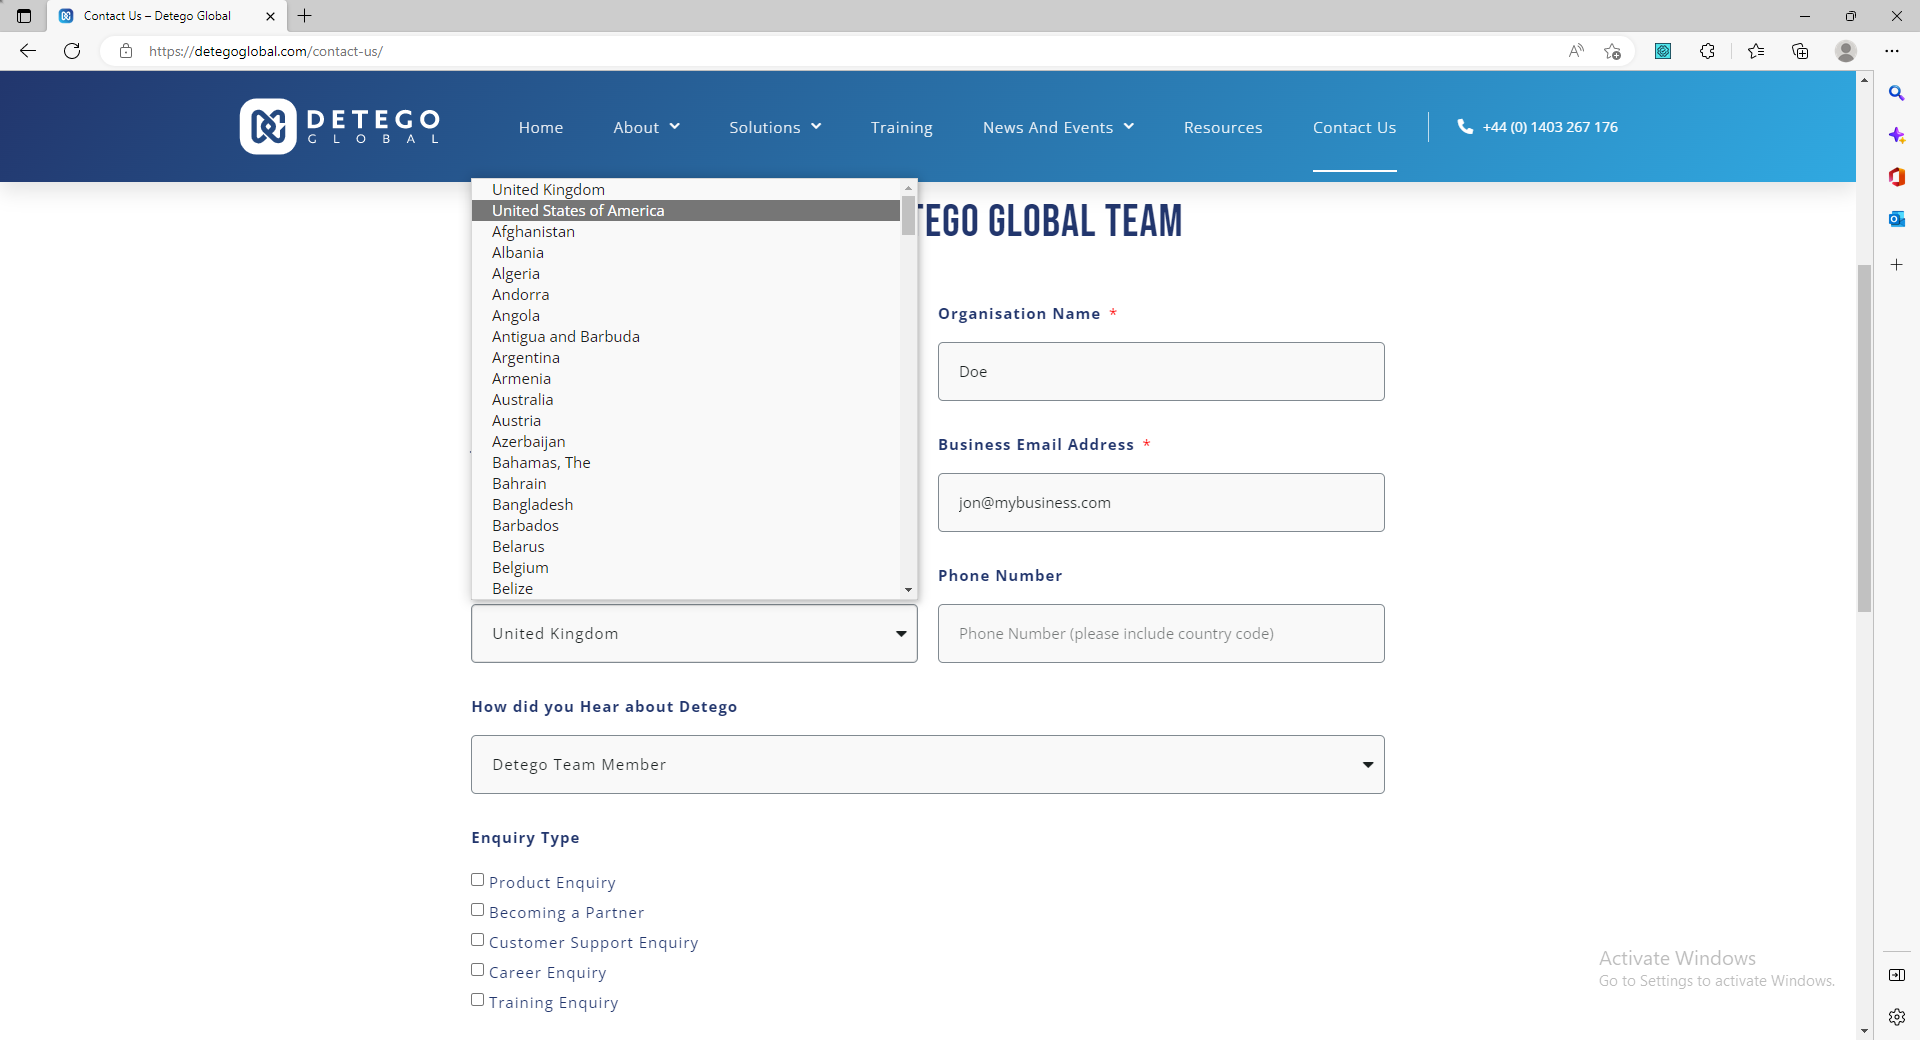 Contact Us – Detego Global
https://detegoglobal.com/contact-us/
DETEGO
GLOBAL
Home
About
Solutions
Training
News And Events
Resources
Contact Us
+44 (0) 1403 267 176
TEGO GLOBAL TEAM
United Kingdom
United States of America
Afghanistan
Albania
Algeria
Andorra
Angola
Antigua and Barbuda
Argentina
Armenia
Australia
Austria
Azerbaijan
Bahamas, The
Bahrain
Bangladesh
Barbados
Belarus
Belgium
Belize
Organisation Name *
Doe
Business Email Address *
jon@mybusiness.com
Phone Number
United Kingdom
Phone Number (please include country code)
How did you Hear about Detego
Detego Team Member
Enquiry Type
Product Enquiry
Becoming a Partner
Customer Support Enquiry
Career Enquiry
Training Enquiry
Activate Windows
Go to Settings to activate Windows.